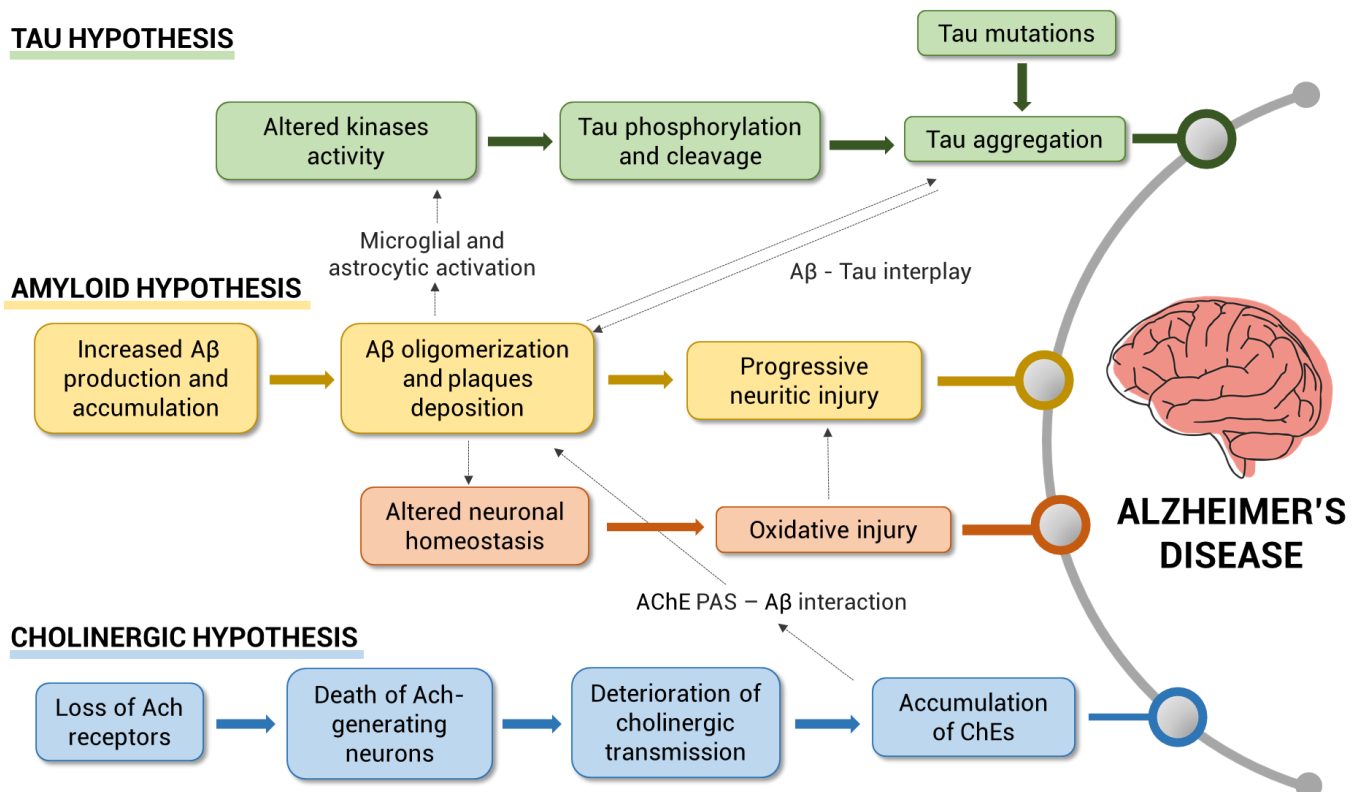 TAU HYPOTHESIS
Tau mutations
Altered kinases
activity
Tau phosphorylation
and cleavage
Tau aggregation
Microglial and
astrocytic activation
Aβ - Tau interplay
AMYLOID HYPOTHESIS
Increased Aβ
production and
accumulation
Aβ oligomerization
and plaques
deposition
Progressive
neuritic injury
Altered neuronal
homeostasis
Oxidative injury
ALZHEIMER'S
DISEASE
AChE PAS – Aβ interaction
CHOLINERGIC HYPOTHESIS
Loss of Ach
receptors
Death of Ach-
generating
neurons
Deterioration of
cholinergic
transmission
Accumulation
of ChEs